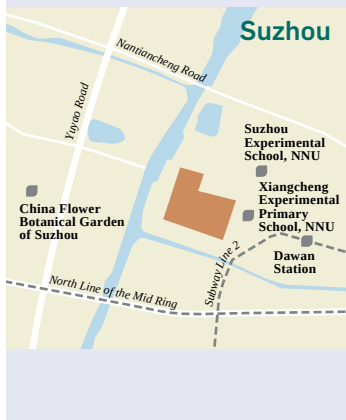 Suzhou
Nantiancheng Road
Yuyao Road
Suzhou
Experimental
School, NNU
Xiangcheng
Experimental
Primary
School, NNU
China Flower
Botanical Garden
of Suzhou
Dawan
Station
Subway Line 2
North Line of the Mid Ring